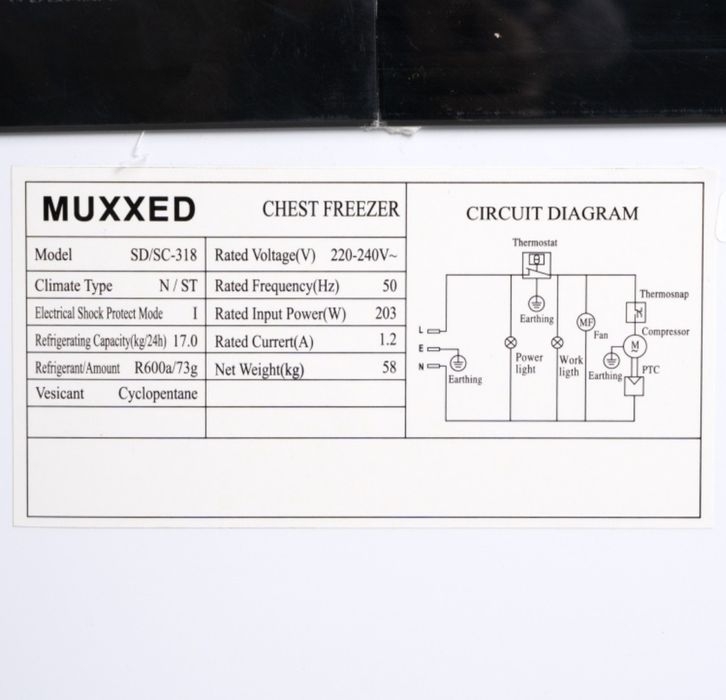 MUXXED CHEST FREEZER
Model SD/SC-318
Climate Type N / ST
Electrical Shock Protect Mode I
Refrigerating Capacity(kg/24h) 17.0
Refrigerant/Amount R600a/73g
Vesicant Cyclopentane
Rated Voltage(V) 220-240V~
Rated Frequency(Hz) 50
Rated Input Power(W) 203
Rated Currert(A) 1.2
Net Weight(kg) 58
CIRCUIT DIAGRAM
Thermostat
Thermosnap
Earthing
MF
Fan
Compressor
L
E
N
M
Power
light
Work
ligth
Earthing
PTC
Earthing